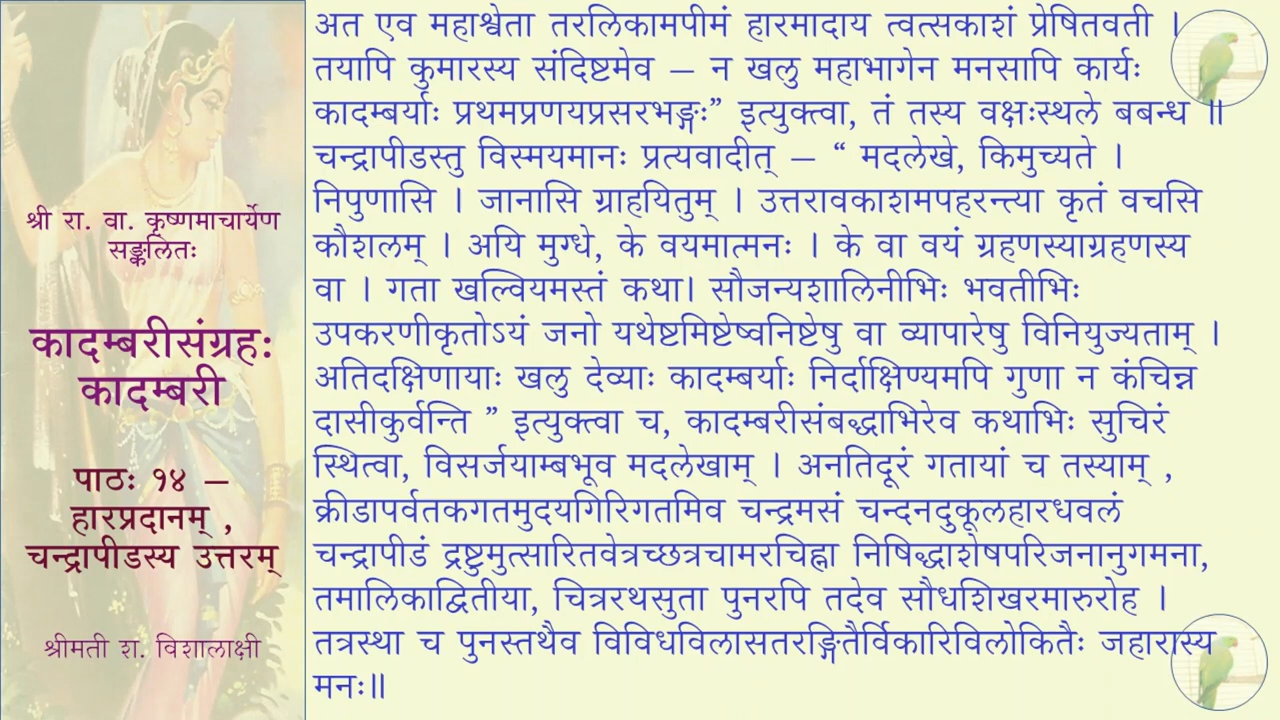 श्री रा. वा. कृष्णमाचार्येण
सङ्कलितः
कादम्बरीसंग्रहः
कादम्बरी
पाठः १४ –
हारप्रदानम् ,
चन्द्रापीडस्य उत्तरम्
श्रीमती श. विशालाक्षी
अत एव महाश्वेता तरलिकामपीमं हारमादाय त्वत्सकाशं प्रेषितवती ।
तयापि कुमारस्य संदिष्टमेव – न खलु महाभागेन मनसापि कार्यः
कादम्बर्याः प्रथमप्रणयप्रसरभङ्गः” इत्युक्त्वा, तं तस्य वक्षःस्थले बबन्ध ॥
चन्द्रापीडस्तु विस्मयमानः प्रत्यवादीत् – “ मदलेखे, किमुच्यते ।
निपुणासि । जानासि ग्राहयितुम् । उत्तरावकाशमपहरन्त्या कृतं वचसि
कौशलम् । अयि मुग्धे, के वयमात्मनः । के वा वयं ग्रहणस्याग्रहणस्य
वा । गता खल्वियमस्तं कथा। सौजन्यशालिनीभिः भवतीभिः
उपकरणीकृतोऽयं जनो यथेष्टमिष्टेष्वनिष्टेषु वा व्यापारेषु विनियुज्यताम् ।
अतिदक्षिणायाः खलु देव्याः कादम्बर्याः निर्दाक्षिण्यमपि गुणा न कंचिन्न
दासीकुर्वन्ति ” इत्युक्त्वा च, कादम्बरीसंबद्धाभिरेव कथाभिः सुचिरं
स्थित्वा, विसर्जयाम्बभूव मदलेखाम् । अनतिदूरं गतायां च तस्याम् ,
क्रीडापर्वतकगतमुदयगिरिगतमिव चन्द्रमसं चन्दनदुकूलहारधवलं
चन्द्रापीडं द्रष्टुमुत्सारितवेत्रच्छत्रचामरचिह्ना निषिद्धाशेषपरिजनानुगमना,
तमालिकाद्वितीया, चित्ररथसुता पुनरपि तदेव सौधशिखरमारुरोह ।
तत्रस्था च पुनस्तथैव विविधविलासतरङ्गितैर्विकारिविलोकितैः जहारास्य
मनः॥